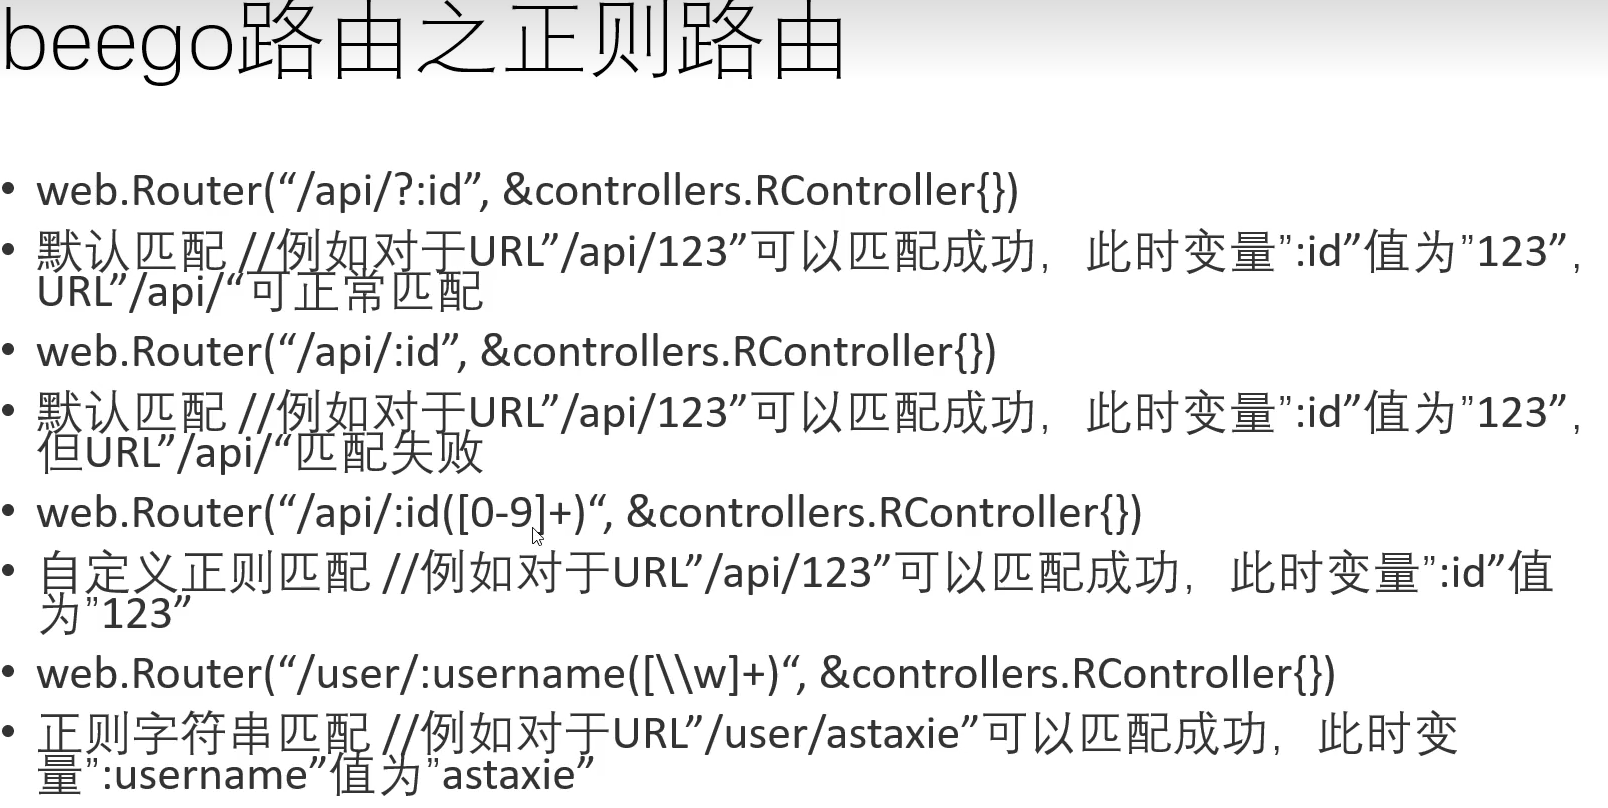 beego路由之正则路由
• web.Router(“/api/?:id”, &controllers.RController{})
• 默认匹配 //例如对于URL”/api/123”可以匹配成功，此时变量”:id”值为”123”,
URL”/api/“可正常匹配
• web.Router(“/api/:id”, &controllers.RController{})
• 默认匹配 //例如对于URL”/api/123”可以匹配成功，此时变量”:id”值为”123”,
但URL”/api/“匹配失败
• web.Router(“/api/:id([0-9]+)“, &controllers.RController{})
• 自定义正则匹配 //例如对于URL”/api/123”可以匹配成功，此时变量”:id”值
为”123”
• web.Router(“/user/:username([\\w]+)“, &controllers.RController{})
• 正则字符串匹配 //例如对于URL”/user/astaxie”可以匹配成功，此时变
量”:username”值为”astaxie”